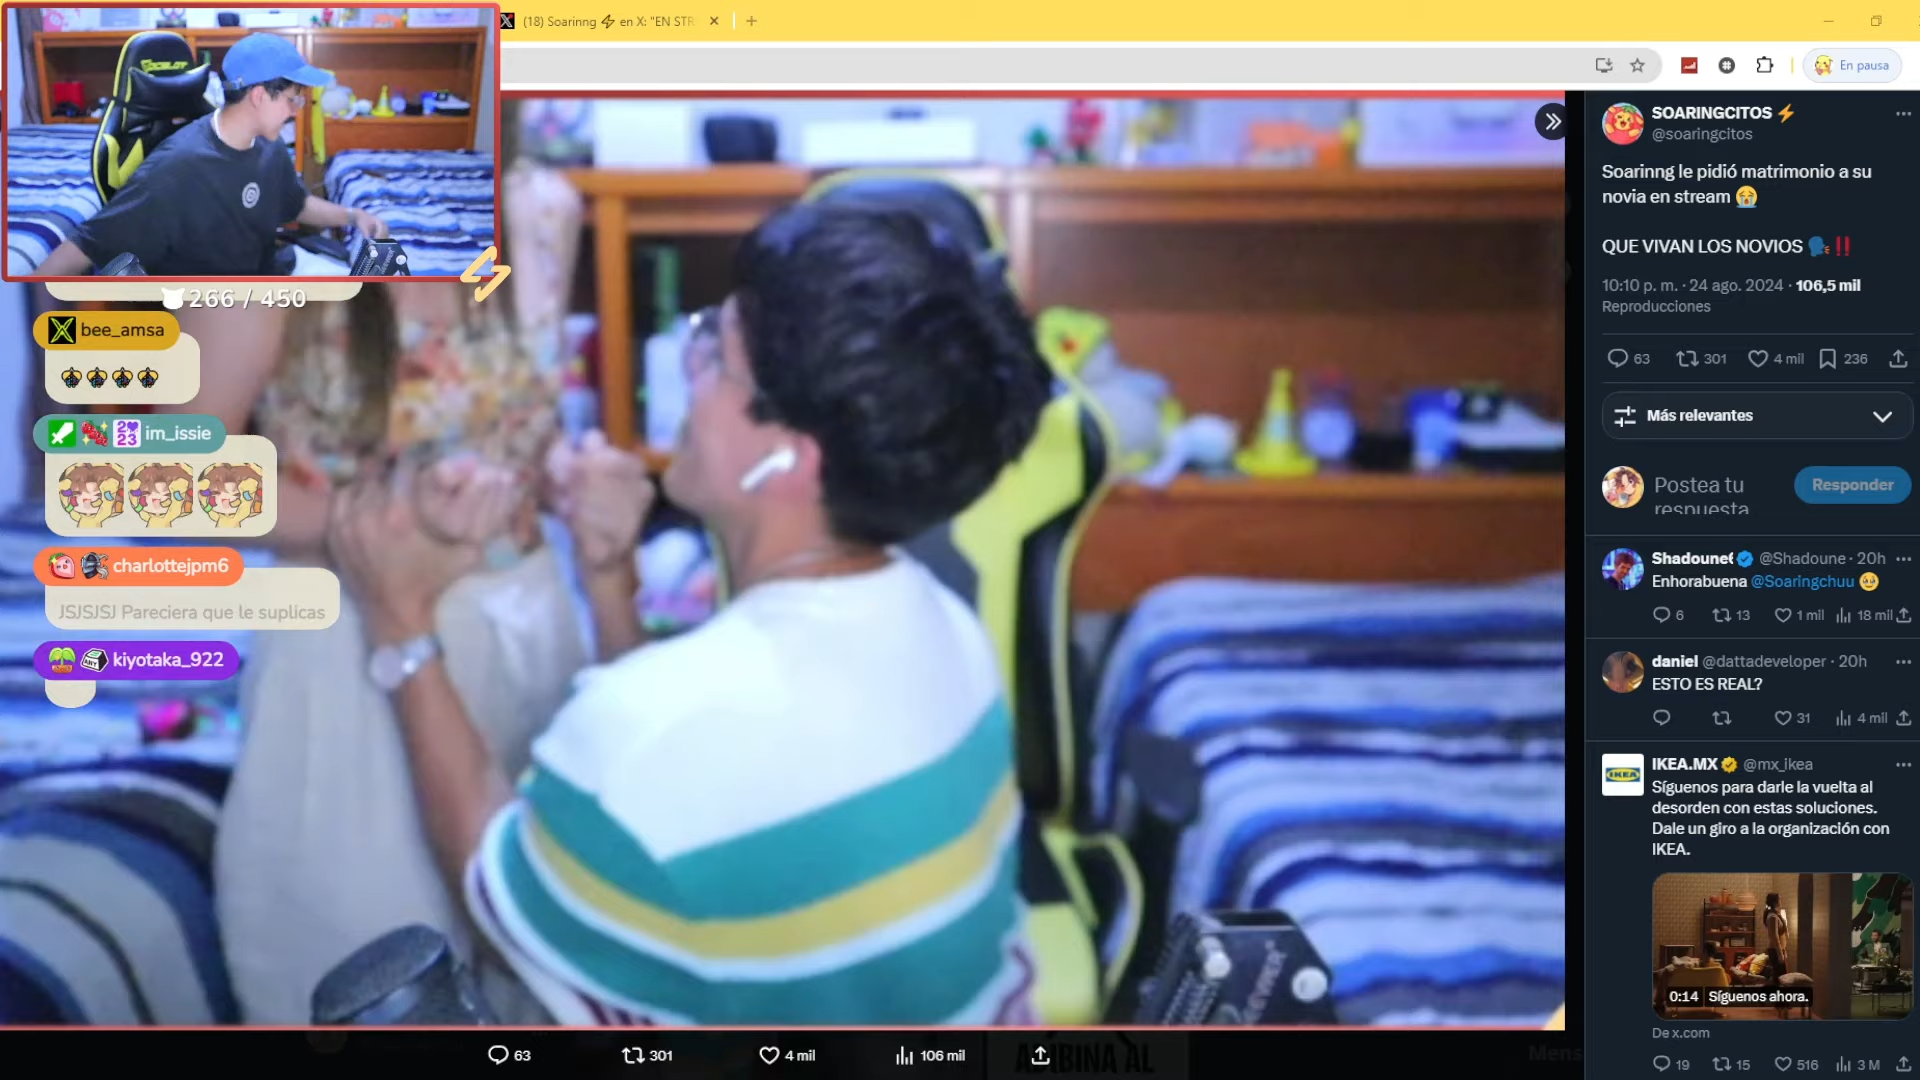 (18) Soarinng ⚡ en X: "EN STR
En pausa
266 / 450
bee_amsa
im_issie
charlottejpm6
JSJSJSJ Pareciera que le suplicas
kiyotaka_922
63
301
4 mil
106 mil
SOARINGCITOS ⚡
@soaringcitos
Soarinng le pidió matrimonio a su
novia en stream 😭
QUE VIVAN LOS NOVIOS 🗣️‼️
10:10 p. m. · 24 ago. 2024 · 106,5 mil
Reproducciones
63 301 4 mil 236
Más relevantes
Postea tu
respuesta
Responder
@Shadoune · 20h
Enhorabuena @Soaringchuu 🥹
6 13 1 mil 18 mil
daniel @dattadeveloper · 20h
ESTO ES REAL?
31 4 mil
IKEA
IKEA.MX @mx_ikea
Síguenos para darle la vuelta al
desorden con estas soluciones.
Dale un giro a la organización con
IKEA.
0:14 Síguenos ahora.
De x.com
19 15 516 3 M